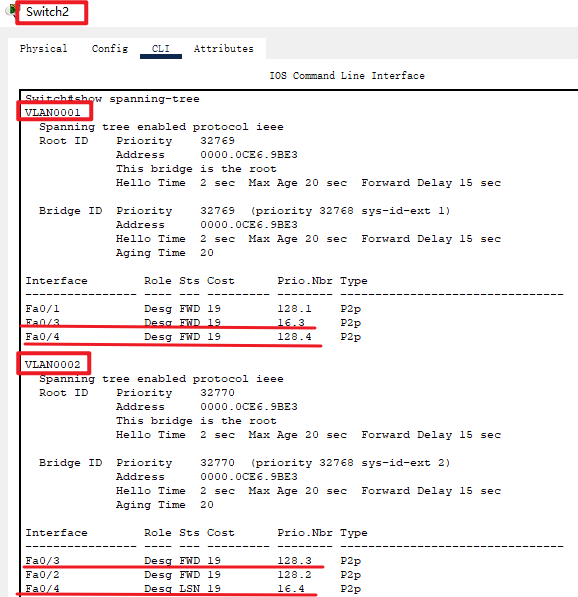 Switch2
Physical Config CLI Attributes
IOS Command Line Interface
Switch#show spanning-tree
VLAN0001
Spanning tree enabled protocol ieee
Root ID Priority 32769
Address 0000.0CE6.9BE3
This bridge is the root
Hello Time 2 sec Max Age 20 sec Forward Delay 15 sec
Bridge ID Priority 32769 (priority 32768 sys-id-ext 1)
Address 0000.0CE6.9BE3
Hello Time 2 sec Max Age 20 sec Forward Delay 15 sec
Aging Time 20
Interface Role Sts Cost Prio.Nbr Type
---------------- ---- --- --------- -------- --------------------------------
Fa0/1 Desg FWD 19 128.1 P2p
Fa0/3 Desg FWD 19 16.3 P2p
Fa0/4 Desg FWD 19 128.4 P2p
VLAN0002
Spanning tree enabled protocol ieee
Root ID Priority 32770
Address 0000.0CE6.9BE3
This bridge is the root
Hello Time 2 sec Max Age 20 sec Forward Delay 15 sec
Bridge ID Priority 32770 (priority 32768 sys-id-ext 2)
Address 0000.0CE6.9BE3
Hello Time 2 sec Max Age 20 sec Forward Delay 15 sec
Aging Time 20
Interface Role Sts Cost Prio.Nbr Type
---------------- ---- --- --------- -------- --------------------------------
Fa0/3 Desg FWD 19 128.3 P2p
Fa0/2 Desg FWD 19 128.2 P2p
Fa0/4 Desg LSN 19 16.4 P2p